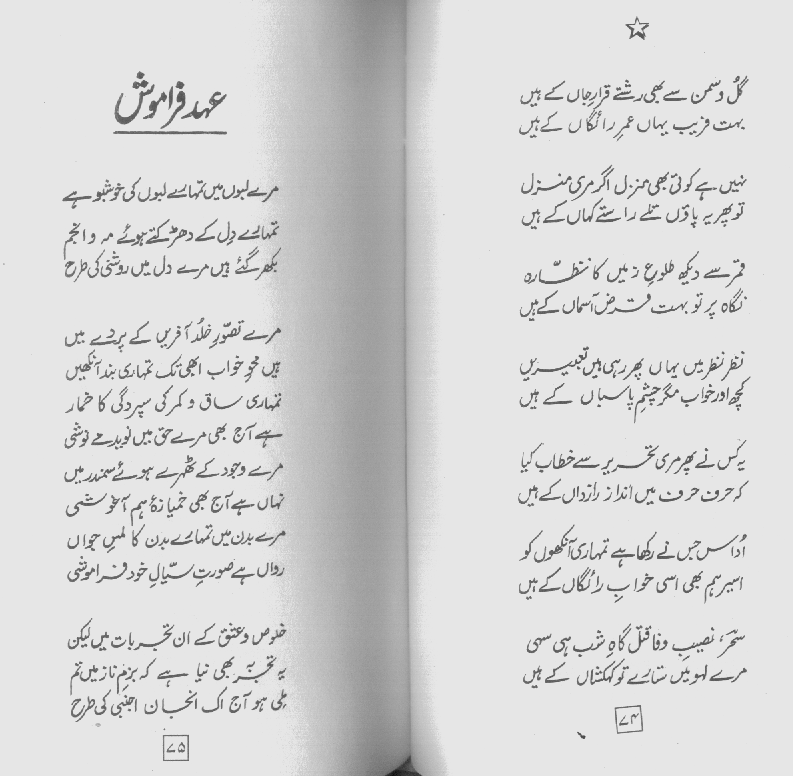 گُل و سمن سے بھی رشتے قرارِ جاں کے ہیں
بہت فریب یہاں عمرِ رائگاں کے ہیں
نہیں ہے کوئی بھی منزل اگر مری منزل
تو پھر یہ پاؤں تلے راستے کہاں کے ہیں
قمر سے دیکھ طلوعِ زمیں کا نظّارہ
نگاہ پر تو بہت قرض آسماں کے ہیں
نظر نظر میں یہاں پھر رہی ہیں تعبیریں
کچھ اور خواب مگر چشمِ پاسباں کے ہیں
یہ کس نے پھر مری تحریر سے خطاب کیا
کہ حرف حرف میں انداز رازداں کے ہیں
اُداس جس نے رکھا ہے تمہاری آنکھوں کو
اسیر ہم بھی اسی خوابِ رائگاں کے ہیں
سحرؔ، نصیبِ وفا قتل گاہِ شب ہی سہی
مرے لہو میں ستارے تو کہکشاں کے ہیں
۷۴
عہد فراموش
مرے لبوں میں تمہارے لبوں کی خوشبو ہے
تمہارے دِل کے دھڑکتے ہوئے مہ و انجم
بکھر گئے ہیں مرے دل میں روشنی کی طرح
مرے تصوّرِ خلُد آفریں کے پردے میں
ہیں محوِ خواب ابھی تک تمہاری بند آنکھیں
تمہاری ساق و کمر کی سپردگی کا خمار
ہے آج بھی مرے حق میں نویدِ مے نوشی
مرے وجود کے ٹھہرے ہوئے سمندر میں
نہاں ہے آج بھی خمیازۂ ہم آغوشی
مرے بدن میں تمہارے بدن کا لمسِ جواں
رواں ہے صورتِ سیّالِ خود فراموشی
خلوص و عشق کے ان تجربات میں لیکن
یہ تجربہ بھی نیا ہے کہ بزمِ ناز میں تم
ملی ہو آج اک انجان اجنبی کی طرح
۷۵